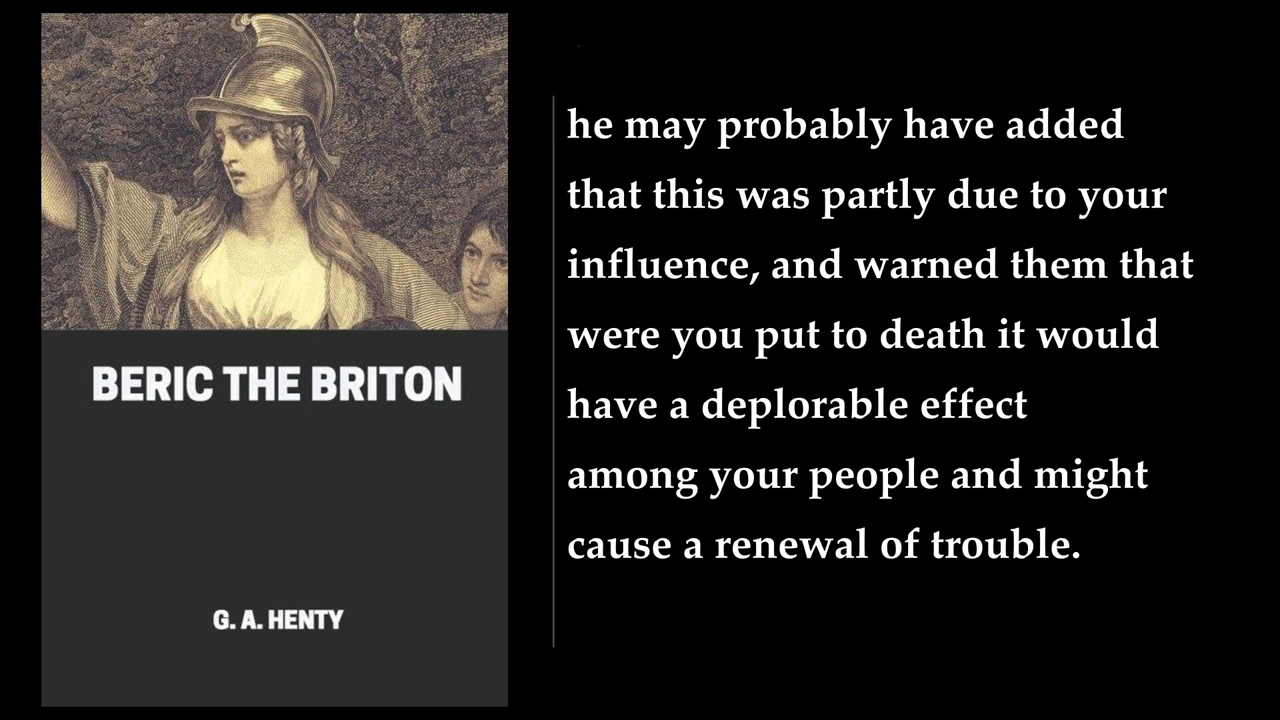 BERIC THE BRITON
G. A. HENTY
he may probably have added
that this was partly due to your
influence, and warned them that
were you put to death it would
have a deplorable effect
among your people and might
cause a renewal of trouble.